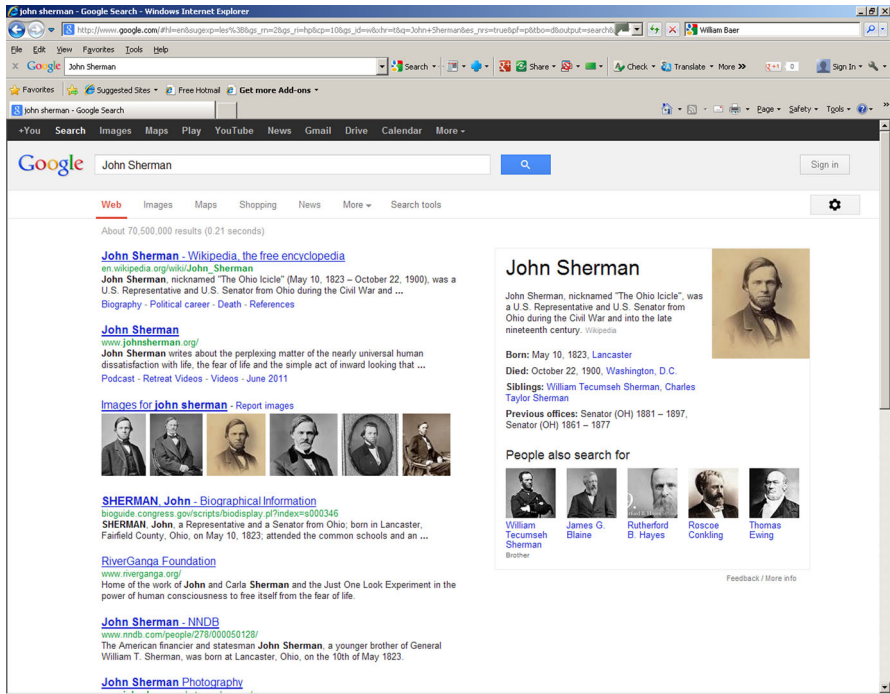 john sherman - Google Search - Windows Internet Explorer
http://www.google.com/#hl=en&sugexp=les%3B&gs_rn=2&gs_ri=hp&cp=10&gs_id=w&xhr=t&q=John+Sherman&es_nrs=true&pf=p&tbo=d&output=search&
William Baer
File Edit View Favorites Tools Help
Google John Sherman Search Share Check Translate More » +1 0 Sign In
Favorites Suggested Sites Free Hotmail Get more Add-ons
john sherman - Google Search Page Safety Tools
+You Search Images Maps Play YouTube News Gmail Drive Calendar More
Google John Sherman Sign in
Web Images Maps Shopping News More Search tools
About 70,500,000 results (0.21 seconds)
John Sherman - Wikipedia, the free encyclopedia
en.wikipedia.org/wiki/John_Sherman
John Sherman, nicknamed "The Ohio Icicle" (May 10, 1823 – October 22, 1900), was a
U.S. Representative and U.S. Senator from Ohio during the Civil War and ...
Biography - Political career - Death - References
John Sherman
www.johnsherman.org/
John Sherman writes about the perplexing matter of the nearly universal human
dissatisfaction with life, the fear of life and the simple act of inward looking that ...
Podcast - Retreat Videos - Videos - June 2011
Images for john sherman - Report images
SHERMAN, John - Biographical Information
bioguide.congress.gov/scripts/biodisplay.pl?index=s000346
SHERMAN, John, a Representative and a Senator from Ohio; born in Lancaster,
Fairfield County, Ohio, on May 10, 1823; attended the common schools and an ...
RiverGanga Foundation
www.riverganga.org/
Home of the work of John and Carla Sherman and the Just One Look Experiment in the
power of human consciousness to free itself from the fear of life.
John Sherman - NNDB
www.nndb.com/people/278/000050128/
The American financier and statesman John Sherman, a younger brother of General
William T. Sherman, was born at Lancaster, Ohio, on the 10th of May 1823.
John Sherman Photography
John Sherman
John Sherman, nicknamed "The Ohio Icicle", was
a U.S. Representative and U.S. Senator from
Ohio during the Civil War and into the late
nineteenth century. Wikipedia
Born: May 10, 1823, Lancaster
Died: October 22, 1900, Washington, D.C.
Siblings: William Tecumseh Sherman, Charles
Taylor Sherman
Previous offices: Senator (OH) 1881 – 1897,
Senator (OH) 1861 – 1877
People also search for
William Tecumseh Sherman
Brother
James G. Blaine
Rutherford B. Hayes
Roscoe Conkling
Thomas Ewing
Feedback / More info